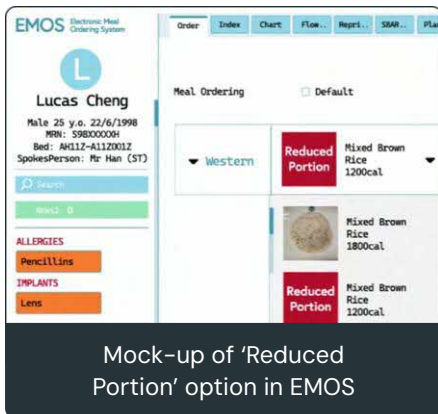 EMOS Electronic Meal
Ordering System
L
Lucas Cheng
Male 25 y.o. 22/6/1998
MRN: S98XXXXXH
Bed: AH11Z-A11Z001Z
SpokesPerson: Mr Han (ST)
Search
News2 0
ALLERGIES
Pencillins
IMPLANTS
Lens
Order
Index
Chart
Flow..
Repri..
SBAR..
Pla
Meal Ordering
Default
Western
Reduced
Portion
Mixed Brown
Rice
1200cal
Mixed Brown
Rice
1800cal
Reduced
Portion
Mixed Brown
Rice
1200cal
Mock-up of ‘Reduced
Portion’ option in EMOS